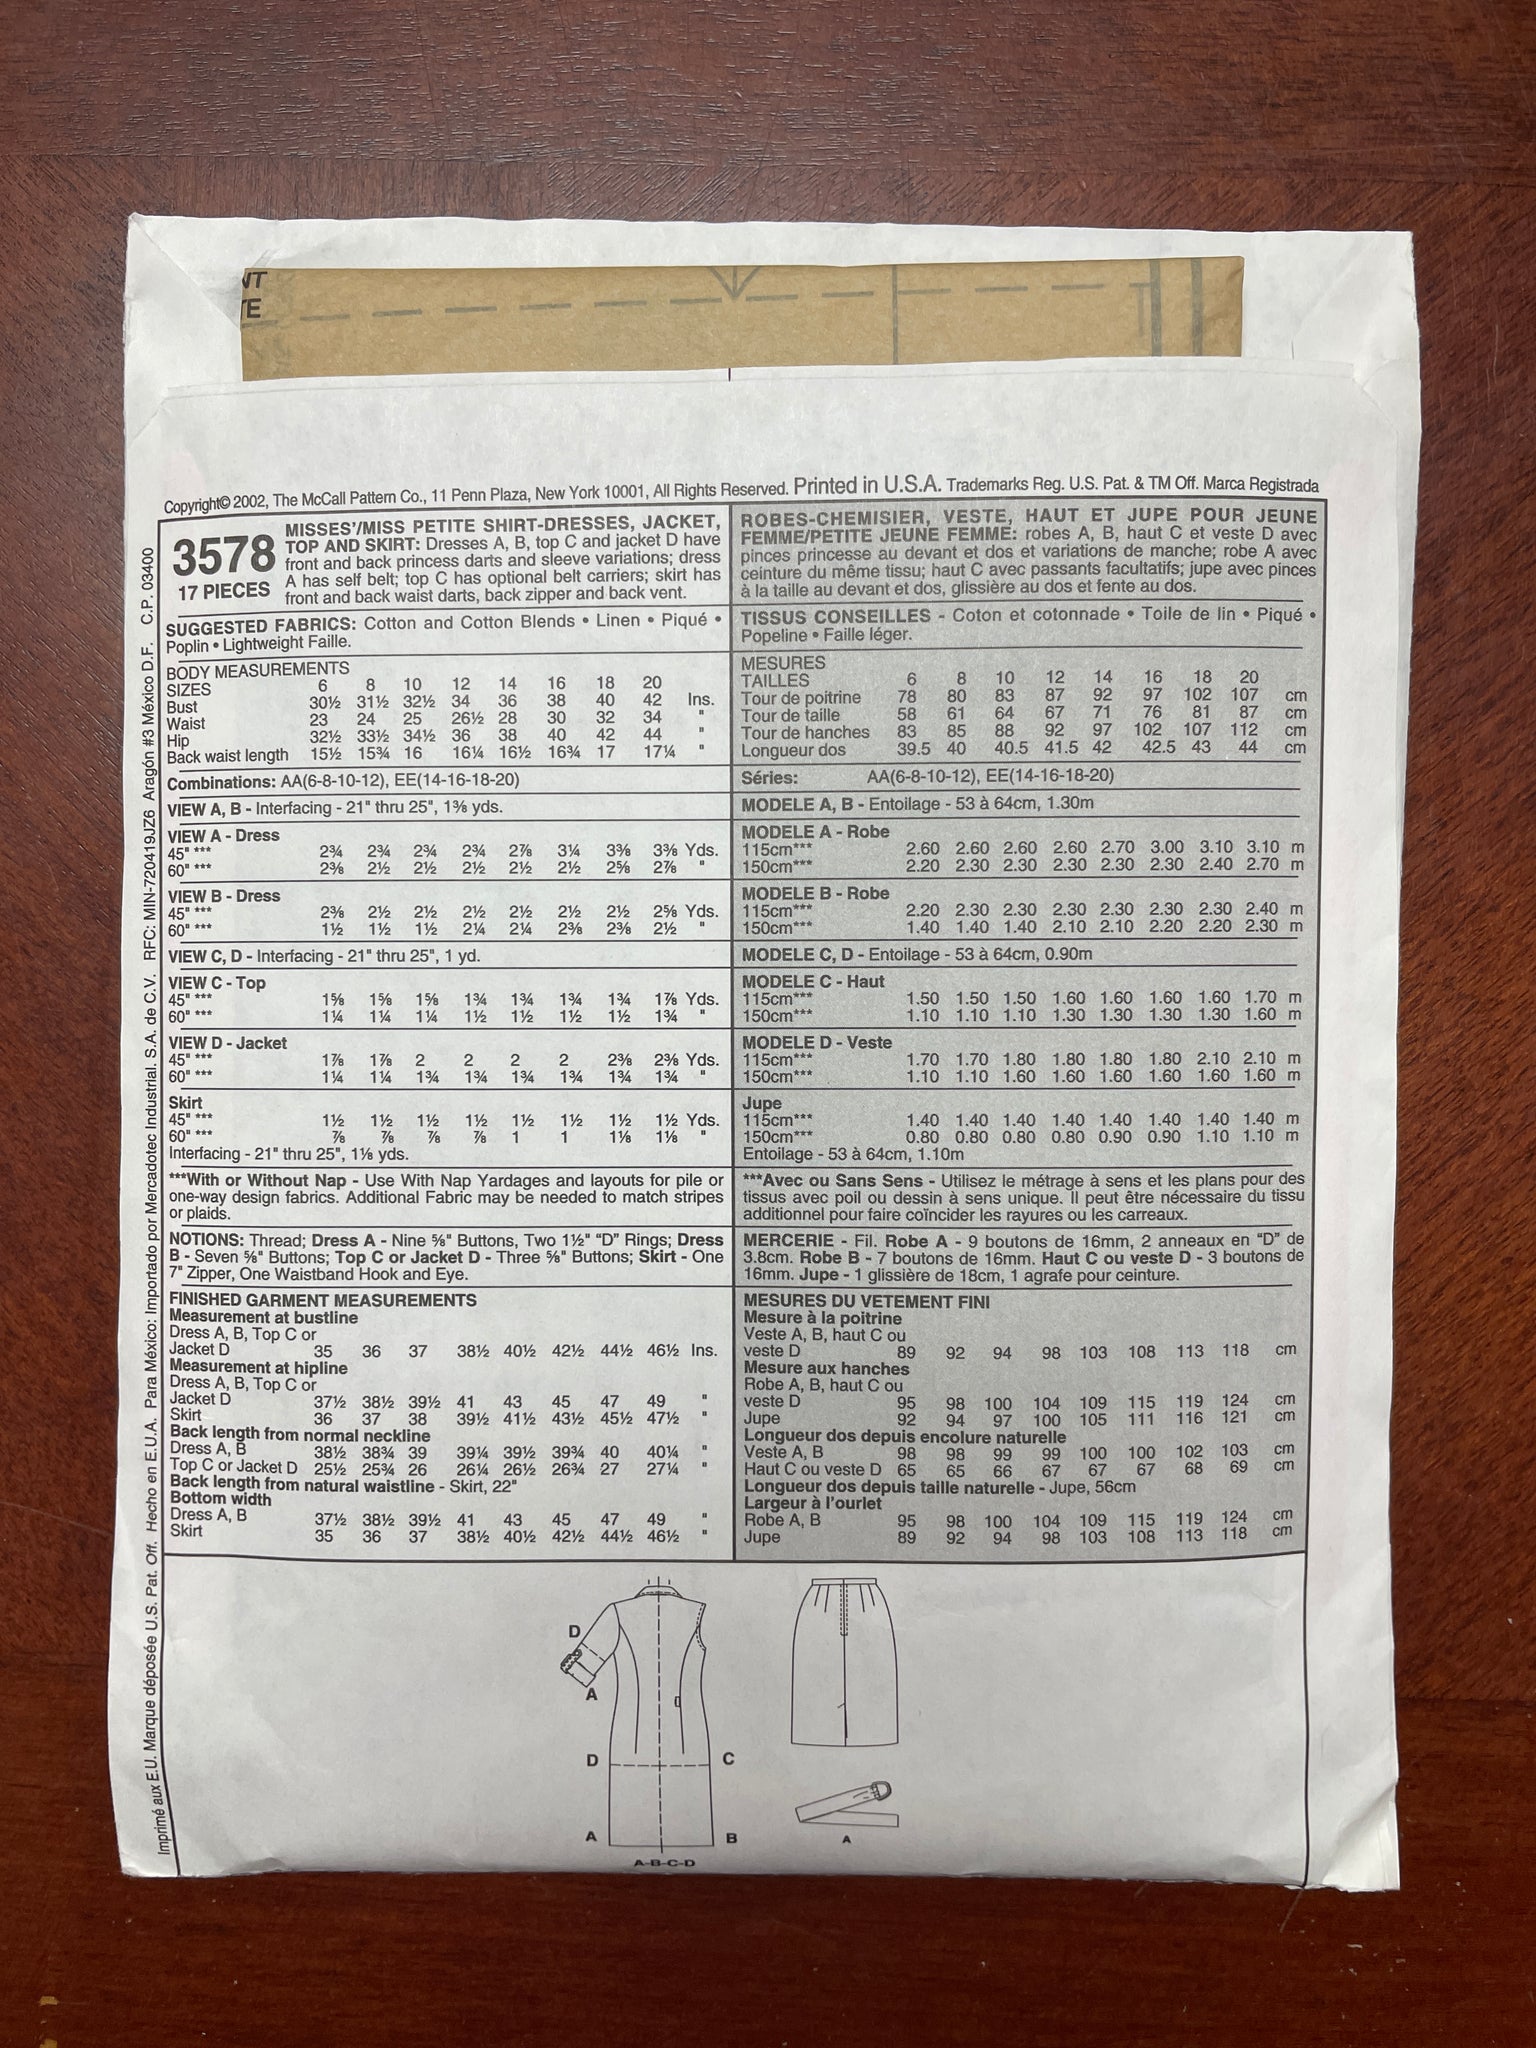 NT
TE
Copyright© 2002, The McCall Pattern Co., 11 Penn Plaza, New York 10001, All Rights Reserved. Printed in U.S.A. Trademarks Reg. U.S. Pat. & TM Off. Marca Registrada
3578
17 PIECES
MISSES'/MISS PETITE SHIRT-DRESSES, JACKET,
TOP AND SKIRT: Dresses A, B, top C and jacket D have
front and back princess darts and sleeve variations; dress
A has self belt; top C has optional belt carriers; skirt has
front and back waist darts, back zipper and back vent.
SUGGESTED FABRICS: Cotton and Cotton Blends • Linen • Piqué •
Poplin • Lightweight Faille.
BODY MEASUREMENTS
SIZES 6 8 10 12 14 16 18 20
Bust 30½ 31½ 32½ 34 36 38 40 42 Ins.
Waist 23 24 25 26½ 28 30 32 34 "
Hip 32½ 33½ 34½ 36 38 40 42 44 "
Back waist length 15½ 15¾ 16 16¼ 16½ 16¾ 17 17¼ "
Combinations: AA(6-8-10-12), EE(14-16-18-20)
VIEW A, B - Interfacing - 21" thru 25", 1⅜ yds.
VIEW A - Dress
45" *** 2¾ 2¾ 2¾ 2¾ 2⅞ 3¼ 3⅜ 3⅜ Yds.
60" *** 2⅜ 2½ 2½ 2½ 2½ 2½ 2⅝ 2⅞ "
VIEW B - Dress
45" *** 2⅜ 2½ 2½ 2½ 2½ 2½ 2½ 2⅝ Yds.
60" *** 1½ 1½ 1½ 2¼ 2¼ 2⅜ 2⅜ 2½ "
VIEW C, D - Interfacing - 21" thru 25", 1 yd.
VIEW C - Top
45" *** 1⅝ 1⅝ 1⅝ 1¾ 1¾ 1¾ 1¾ 1⅞ Yds.
60" *** 1¼ 1¼ 1¼ 1½ 1½ 1½ 1½ 1¾ "
VIEW D - Jacket
45" *** 1⅞ 1⅞ 2 2 2 2 2⅜ 2⅜ Yds.
60" *** 1¼ 1¼ 1¾ 1¾ 1¾ 1¾ 1¾ 1¾ "
Skirt
45" *** 1½ 1½ 1½ 1½ 1½ 1½ 1½ 1½ Yds.
60" *** ⅞ ⅞ ⅞ ⅞ 1 1 1⅛ 1⅛ "
Interfacing - 21" thru 25", 1⅛ yds.
***With or Without Nap - Use With Nap Yardages and layouts for pile or
one-way design fabrics. Additional Fabric may be needed to match stripes
or plaids.
NOTIONS: Thread; Dress A - Nine ⅝" Buttons, Two 1½" "D" Rings; Dress
B - Seven ⅝" Buttons; Top C or Jacket D - Three ⅝" Buttons; Skirt - One
7" Zipper, One Waistband Hook and Eye.
FINISHED GARMENT MEASUREMENTS
Measurement at bustline
Dress A, B, Top C or
Jacket D 35 36 37 38½ 40½ 42½ 44½ 46½ Ins.
Measurement at hipline
Dress A, B, Top C or
Jacket D 37½ 38½ 39½ 41 43 45 47 49 "
Skirt 36 37 38 39½ 41½ 43½ 45½ 47½ "
Back length from normal neckline
Dress A, B 38½ 38¾ 39 39¼ 39½ 39¾ 40 40¼ "
Top C or Jacket D 25½ 25¾ 26 26¼ 26½ 26¾ 27 27¼ "
Back length from natural waistline - Skirt, 22"
Bottom width
Dress A, B 37½ 38½ 39½ 41 43 45 47 49 "
Skirt 35 36 37 38½ 40½ 42½ 44½ 46½ "
ROBES-CHEMISIER, VESTE, HAUT ET JUPE POUR JEUNE
FEMME/PETITE JEUNE FEMME: robes A, B, haut C et veste D avec
pinces princesse au devant et dos et variations de manche; robe A avec
ceinture du même tissu; haut C avec passants facultatifs; jupe avec pinces
à la taille au devant et dos, glissière au dos et fente au dos.
TISSUS CONSEILLES - Coton et cotonnade • Toile de lin • Piqué •
Popeline • Faille léger.
MESURES
TAILLES 6 8 10 12 14 16 18 20
Tour de poitrine 78 80 83 87 92 97 102 107 cm
Tour de taille 58 61 64 67 71 76 81 87 cm
Tour de hanches 83 85 88 92 97 102 107 112 cm
Longueur dos 39.5 40 40.5 41.5 42 42.5 43 44 cm
Séries: AA(6-8-10-12), EE(14-16-18-20)
MODELE A, B - Entoilage - 53 à 64cm, 1.30m
MODELE A - Robe
115cm*** 2.60 2.60 2.60 2.60 2.70 3.00 3.10 3.10 m
150cm*** 2.20 2.30 2.30 2.30 2.30 2.30 2.40 2.70 m
MODELE B - Robe
115cm*** 2.20 2.30 2.30 2.30 2.30 2.30 2.30 2.40 m
150cm*** 1.40 1.40 1.40 2.10 2.10 2.20 2.20 2.30 m
MODELE C, D - Entoilage - 53 à 64cm, 0.90m
MODELE C - Haut
115cm*** 1.50 1.50 1.50 1.60 1.60 1.60 1.60 1.70 m
150cm*** 1.10 1.10 1.10 1.30 1.30 1.30 1.30 1.60 m
MODELE D - Veste
115cm*** 1.70 1.70 1.80 1.80 1.80 1.80 2.10 2.10 m
150cm*** 1.10 1.10 1.60 1.60 1.60 1.60 1.60 1.60 m
Jupe
115cm*** 1.40 1.40 1.40 1.40 1.40 1.40 1.40 1.40 m
150cm*** 0.80 0.80 0.80 0.80 0.90 0.90 1.10 1.10 m
Entoilage - 53 à 64cm, 1.10m
***Avec ou Sans Sens - Utilisez le métrage à sens et les plans pour des
tissus avec poil ou dessin à sens unique. Il peut être nécessaire du tissu
additionnel pour faire coïncider les rayures ou les carreaux.
MERCERIE - Fil. Robe A - 9 boutons de 16mm, 2 anneaux en "D" de
3.8cm. Robe B - 7 boutons de 16mm. Haut C ou veste D - 3 boutons de
16mm. Jupe - 1 glissière de 18cm, 1 agrafe pour ceinture.
MESURES DU VETEMENT FINI
Mesure à la poitrine
Veste A, B, haut C ou
veste D 89 92 94 98 103 108 113 118 cm
Mesure aux hanches
Robe A, B, haut C ou
veste D 95 98 100 104 109 115 119 124 cm
Jupe 92 94 97 100 105 111 116 121 cm
Longueur dos depuis encolure naturelle
Veste A, B 98 98 99 99 100 100 102 103 cm
Haut C ou veste D 65 65 66 67 67 67 68 69 cm
Longueur dos depuis taille naturelle - Jupe, 56cm
Largeur à l'ourlet
Robe A, B 95 98 100 104 109 115 119 124 cm
Jupe 89 92 94 98 103 108 113 118 cm
D
A
D C
A B
A-B-C-D
A
Imprimé aux E.U. Marque déposée U.S. Pat. Off. Hecho en E.U.A. Para México: Importado por Mercadotec Industrial. S.A. de C.V. RFC: MIN-720419JZ6 Aragón #3 México D.F. C.P. 03400